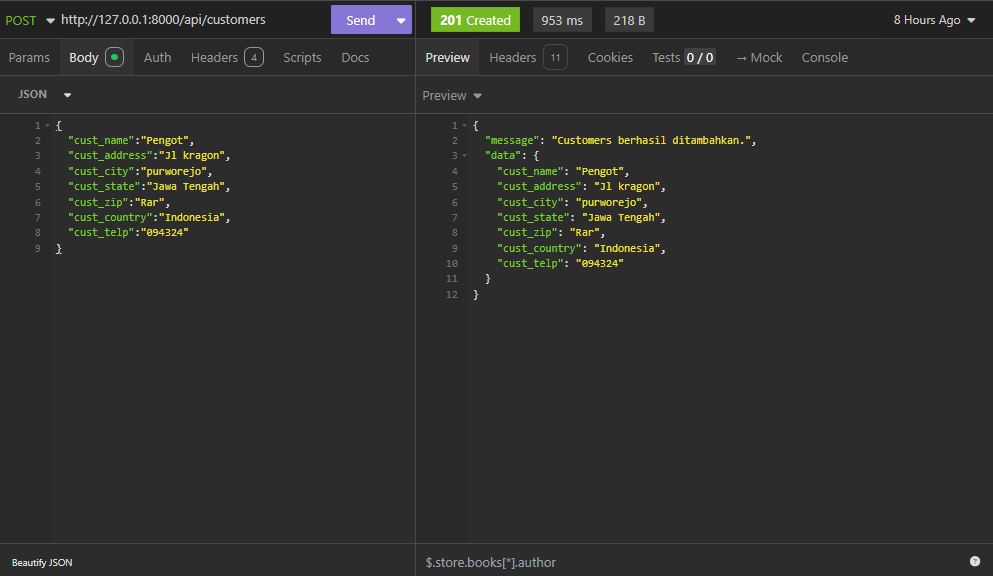 POST http://127.0.0.1:8000/api/customers Send 201 Created 953 ms 218 B 8 Hours Ago
Params Body Auth Headers 4 Scripts Docs Preview Headers 11 Cookies Tests 0 / 0 → Mock Console
JSON
Preview
1 {
2 "cust_name":"Pengot",
3 "cust_address":"Jl kragon",
4 "cust_city":"purworejo",
5 "cust_state":"Jawa Tengah",
6 "cust_zip":"Rar",
7 "cust_country":"Indonesia",
8 "cust_telp":"094324"
9 }
1 {
2 "message": "Customers berhasil ditambahkan.",
3 "data": {
4 "cust_name": "Pengot",
5 "cust_address": "Jl kragon",
6 "cust_city": "purworejo",
7 "cust_state": "Jawa Tengah",
8 "cust_zip": "Rar",
9 "cust_country": "Indonesia",
10 "cust_telp": "094324"
11 }
12 }
Beautify JSON
$.store.books[*].author
?